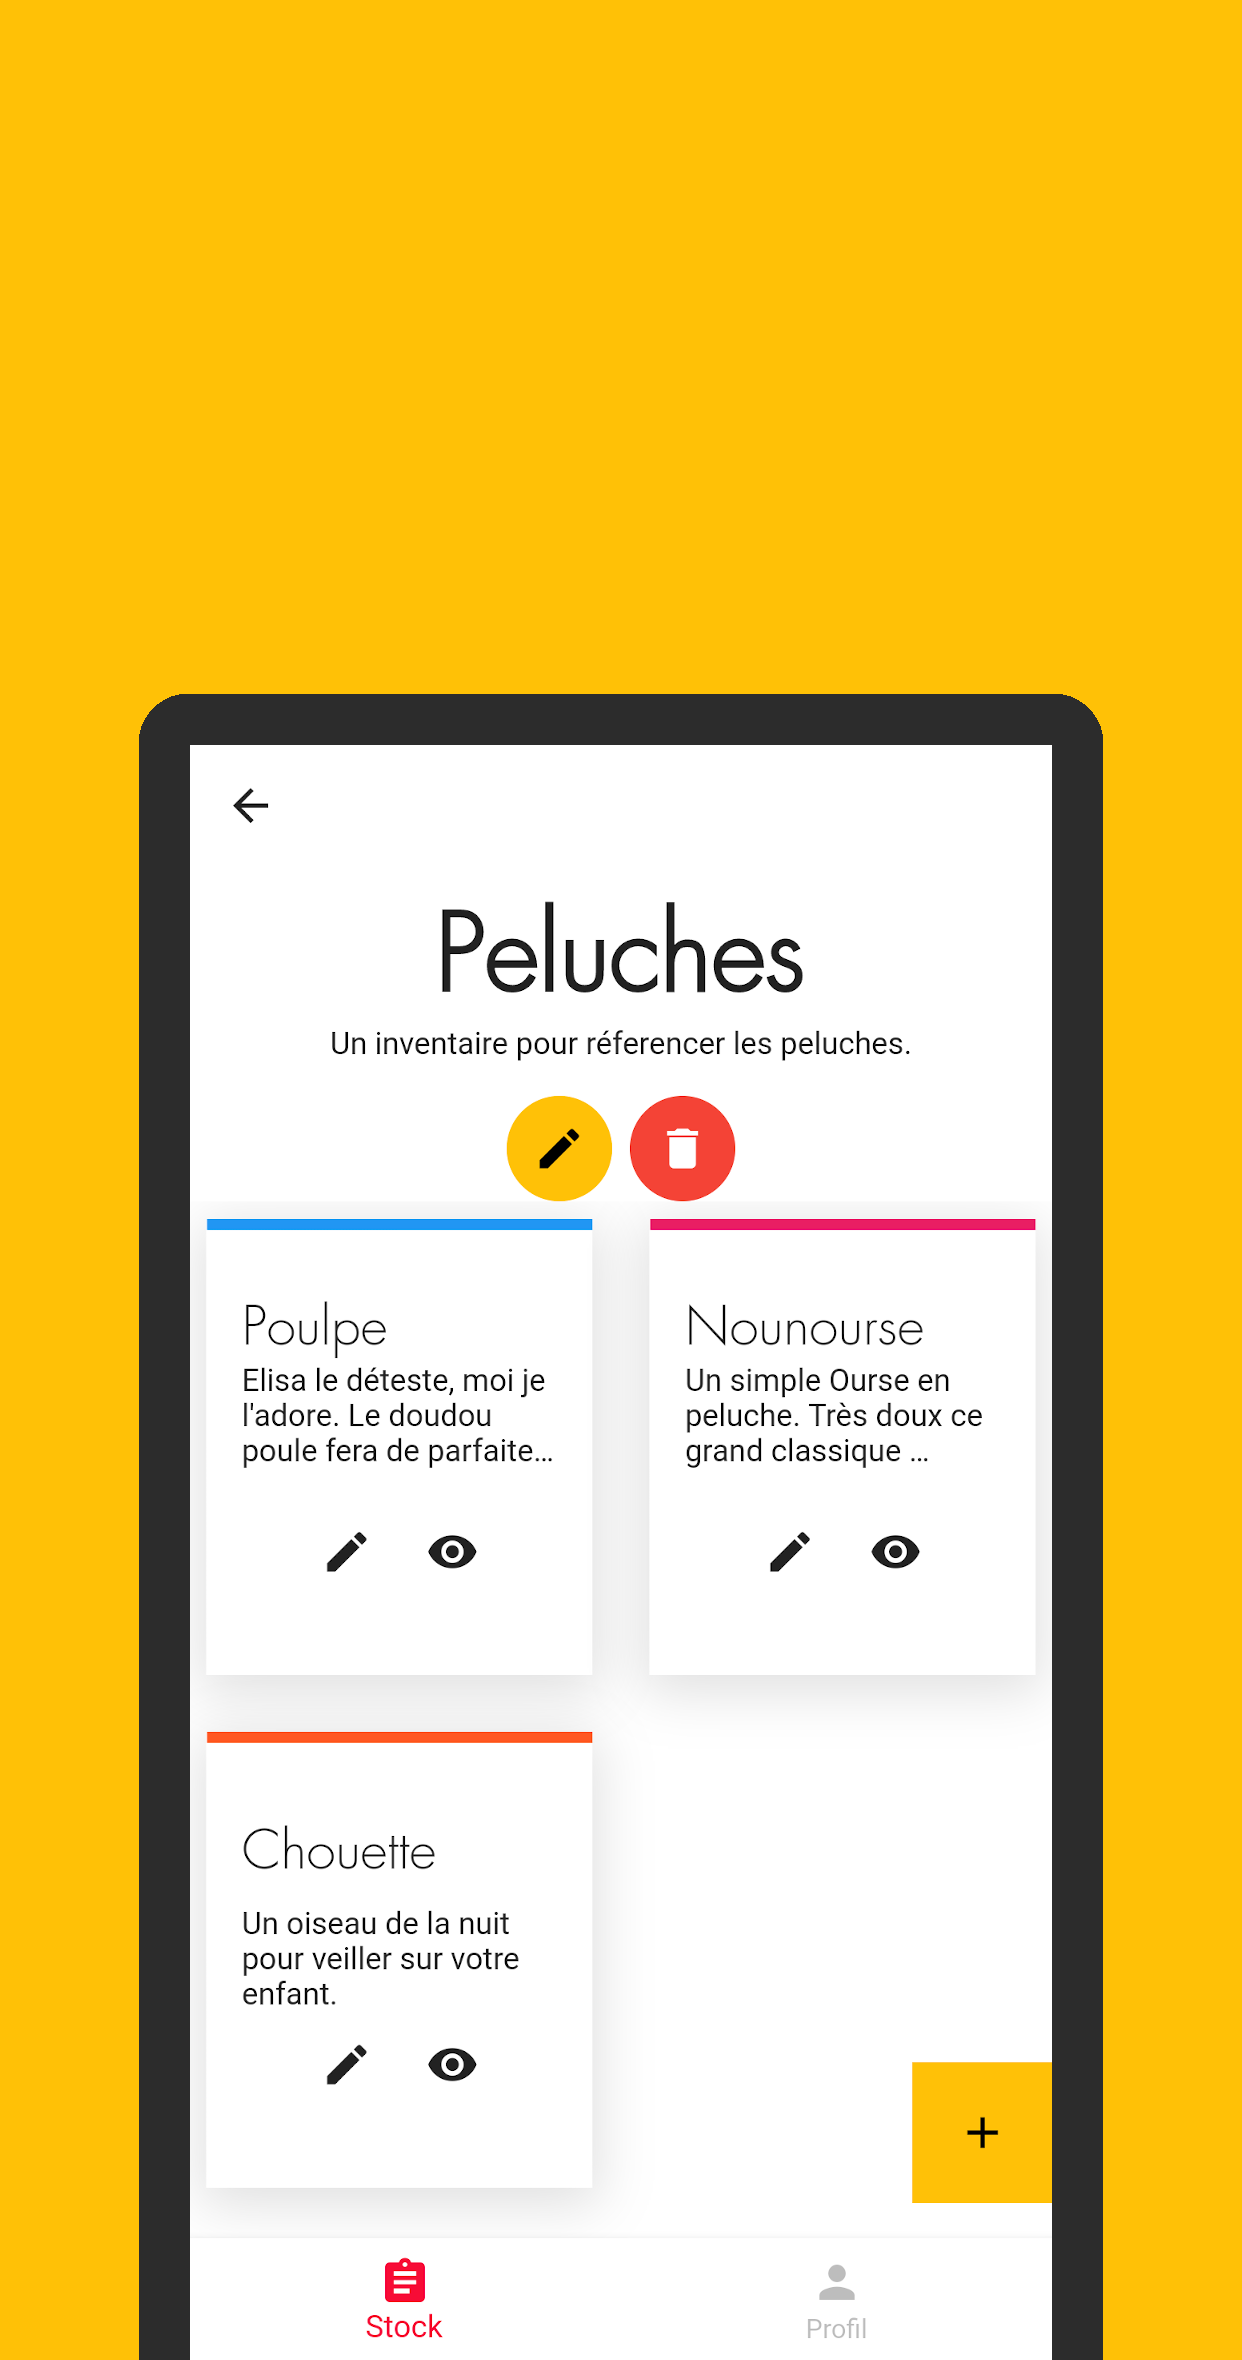 Peluches
Un inventaire pour réferencer les peluches.
Poulpe
Elisa le déteste, moi je
l'adore. Le doudou
poule fera de parfaite...
Nounourse
Un simple Ourse en
peluche. Très doux ce
grand classique ...
Chouette
Un oiseau de la nuit
pour veiller sur votre
enfant.
Stock
Profil